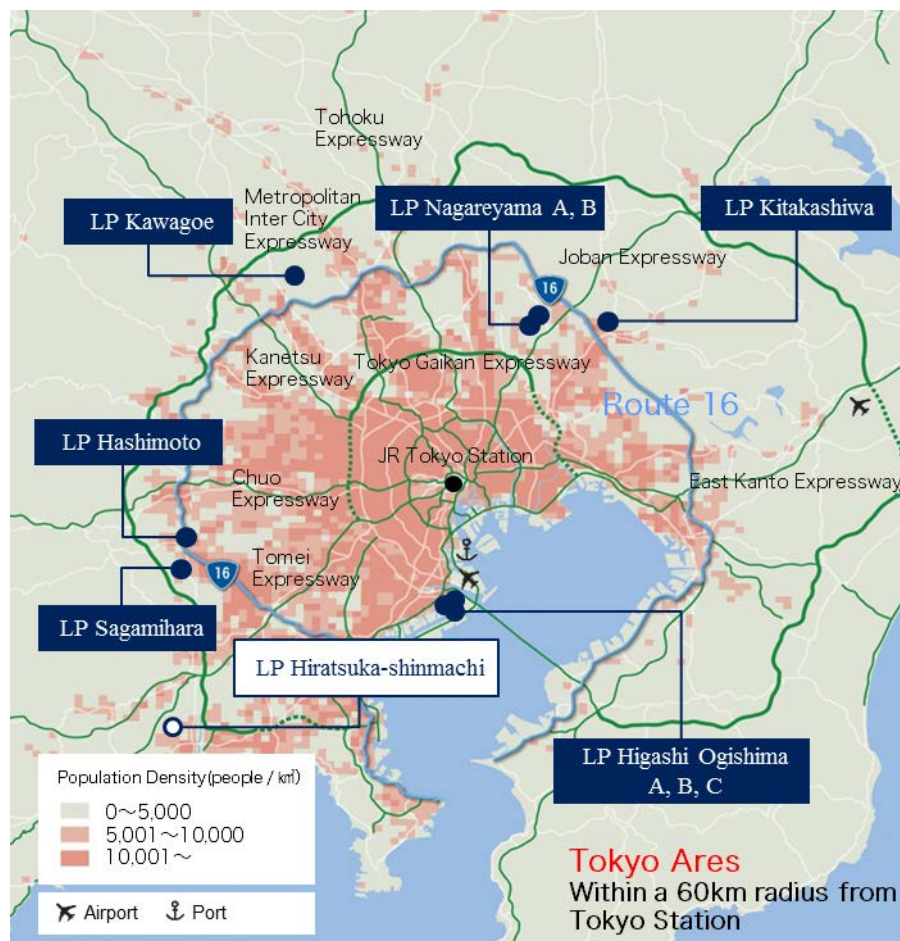 Tohoku
Expressway
Metropolitan
Inter City
Expressway
LP Kawagoe
LP Nagareyama A, B
LP Kitakashiwa
Joban Expressway
16
Kanetsu
Expressway
Tokyo Gaikan Expressway
Route 16
LP Hashimoto
JR Tokyo Station
Chuo
Expressway
East Kanto Expressway
Tomei
Expressway
16
LP Sagamihara
LP Hiratsuka-shinmachi
LP Higashi Ogishima
A, B, C
Population Density(people / ㎢)
0～5,000
5,001～10,000
10,001～
Airport
Port
Tokyo Ares
Within a 60km radius from
Tokyo Station